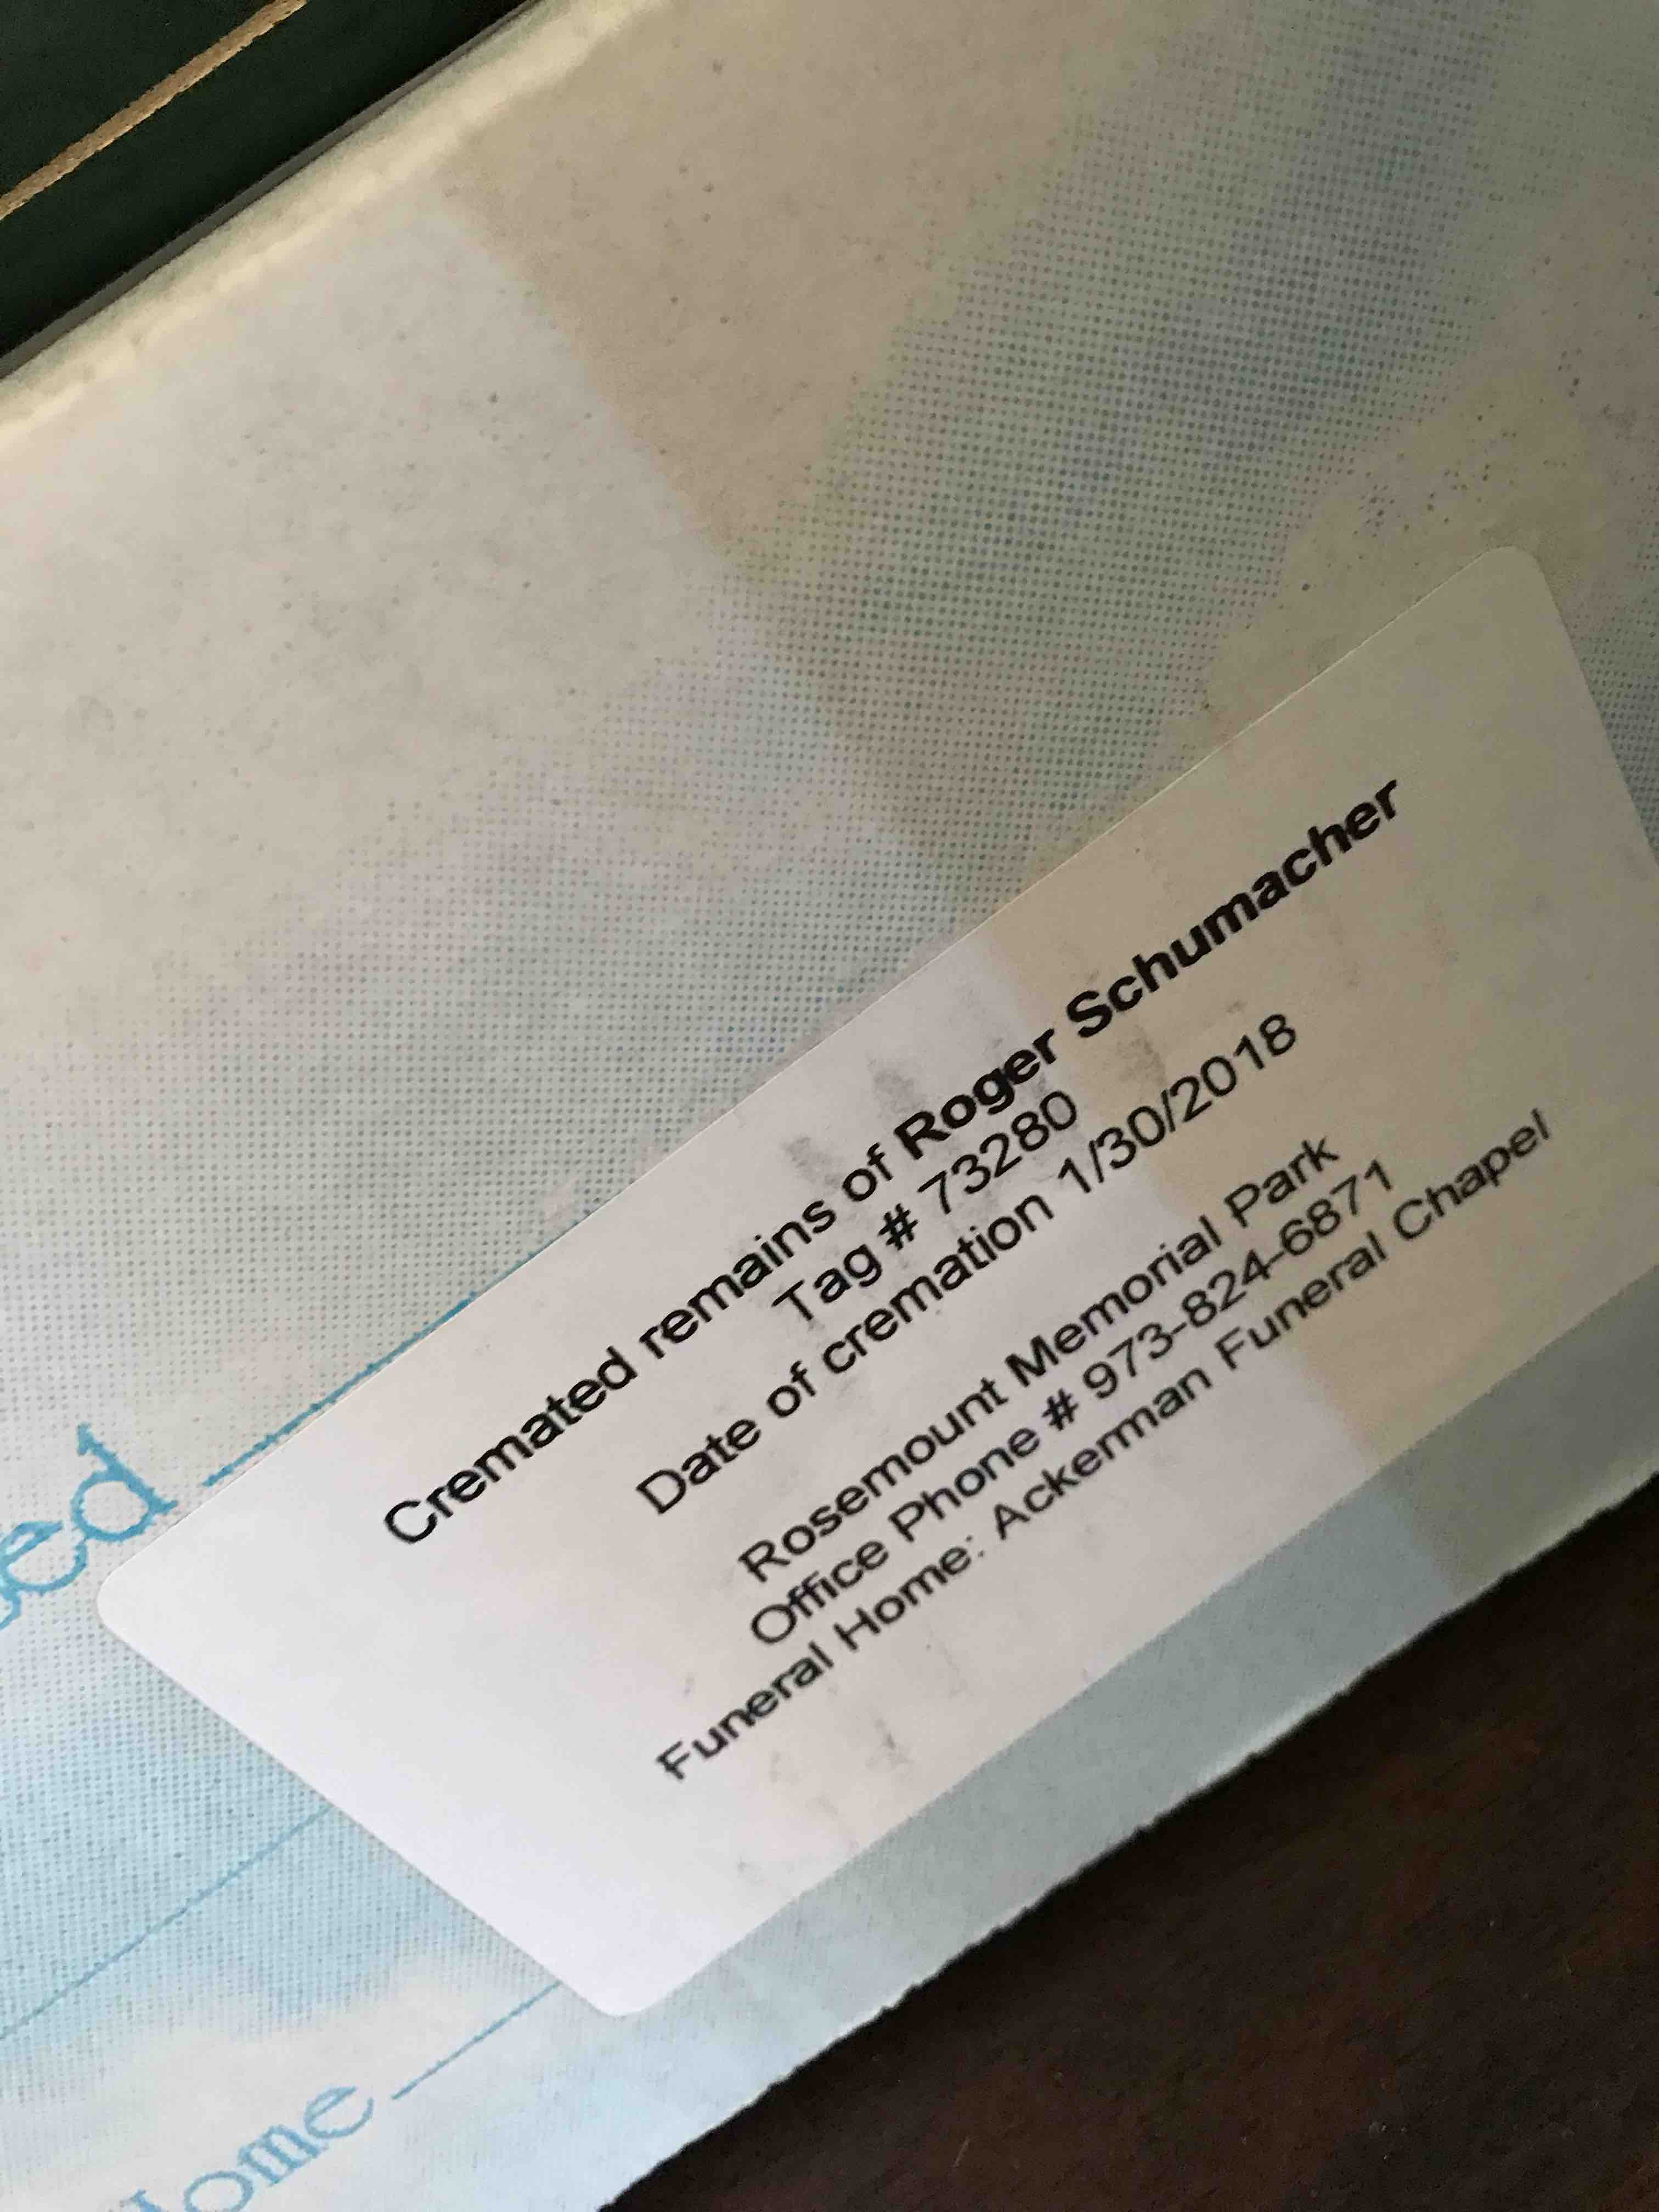 Cremated remains of Roger Schumacher
Tag # 73280
Date of cremation 1/30/2018
Rosemount Memorial Park
Office Phone # 973-824-6871
Funeral Home: Ackerman Funeral Chapel